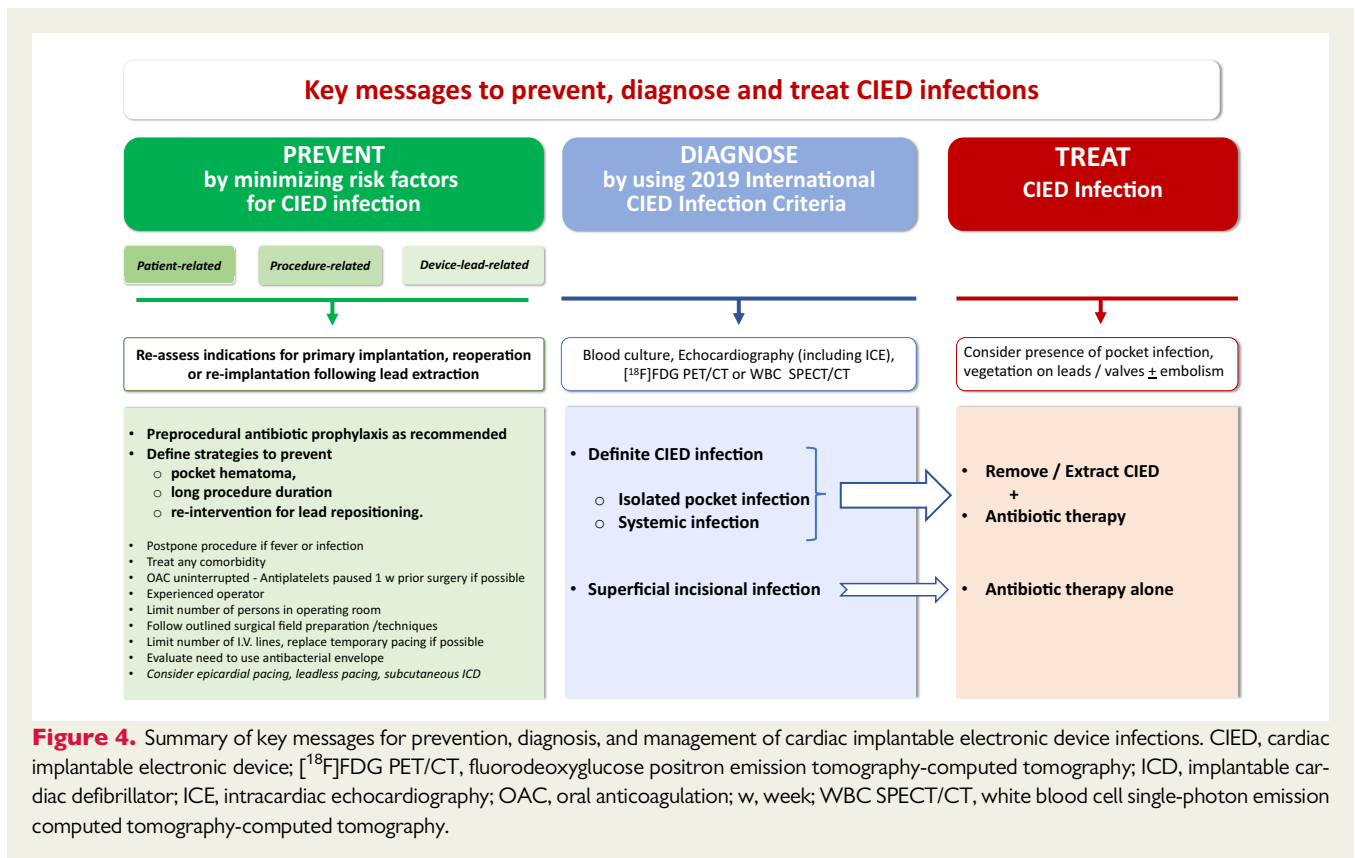 Key messages to prevent, diagnose and treat CIED infections
PREVENT
by minimizing risk factors
for CIED infection
Patient-related
Procedure-related
Device-lead-related
Re-assess indications for primary implantation, reoperation
or re-implantation following lead extraction
• Preprocedural antibiotic prophylaxis as recommended
• Define strategies to prevent
o pocket hematoma,
o long procedure duration
o re-intervention for lead repositioning.
• Postpone procedure if fever or infection
• Treat any comorbidity
• OAC uninterrupted - Antiplatelets paused 1 w prior surgery if possible
• Experienced operator
• Limit number of persons in operating room
• Follow outlined surgical field preparation /techniques
• Limit number of I.V. lines, replace temporary pacing if possible
• Evaluate need to use antibacterial envelope
• Consider epicardial pacing, leadless pacing, subcutaneous ICD
DIAGNOSE
by using 2019 International
CIED Infection Criteria
Blood culture, Echocardiography (including ICE),
[¹⁸F]FDG PET/CT or WBC SPECT/CT
• Definite CIED infection
o Isolated pocket infection
o Systemic infection
• Superficial incisional infection
TREAT
CIED Infection
Consider presence of pocket infection,
vegetation on leads / valves ± embolism
• Remove / Extract CIED
+
• Antibiotic therapy
• Antibiotic therapy alone
Figure 4. Summary of key messages for prevention, diagnosis, and management of cardiac implantable electronic device infections. CIED, cardiac
implantable electronic device; [¹⁸F]FDG PET/CT, fluorodeoxyglucose positron emission tomography-computed tomography; ICD, implantable car-
diac defibrillator; ICE, intracardiac echocardiography; OAC, oral anticoagulation; w, week; WBC SPECT/CT, white blood cell single-photon emission
computed tomography-computed tomography.